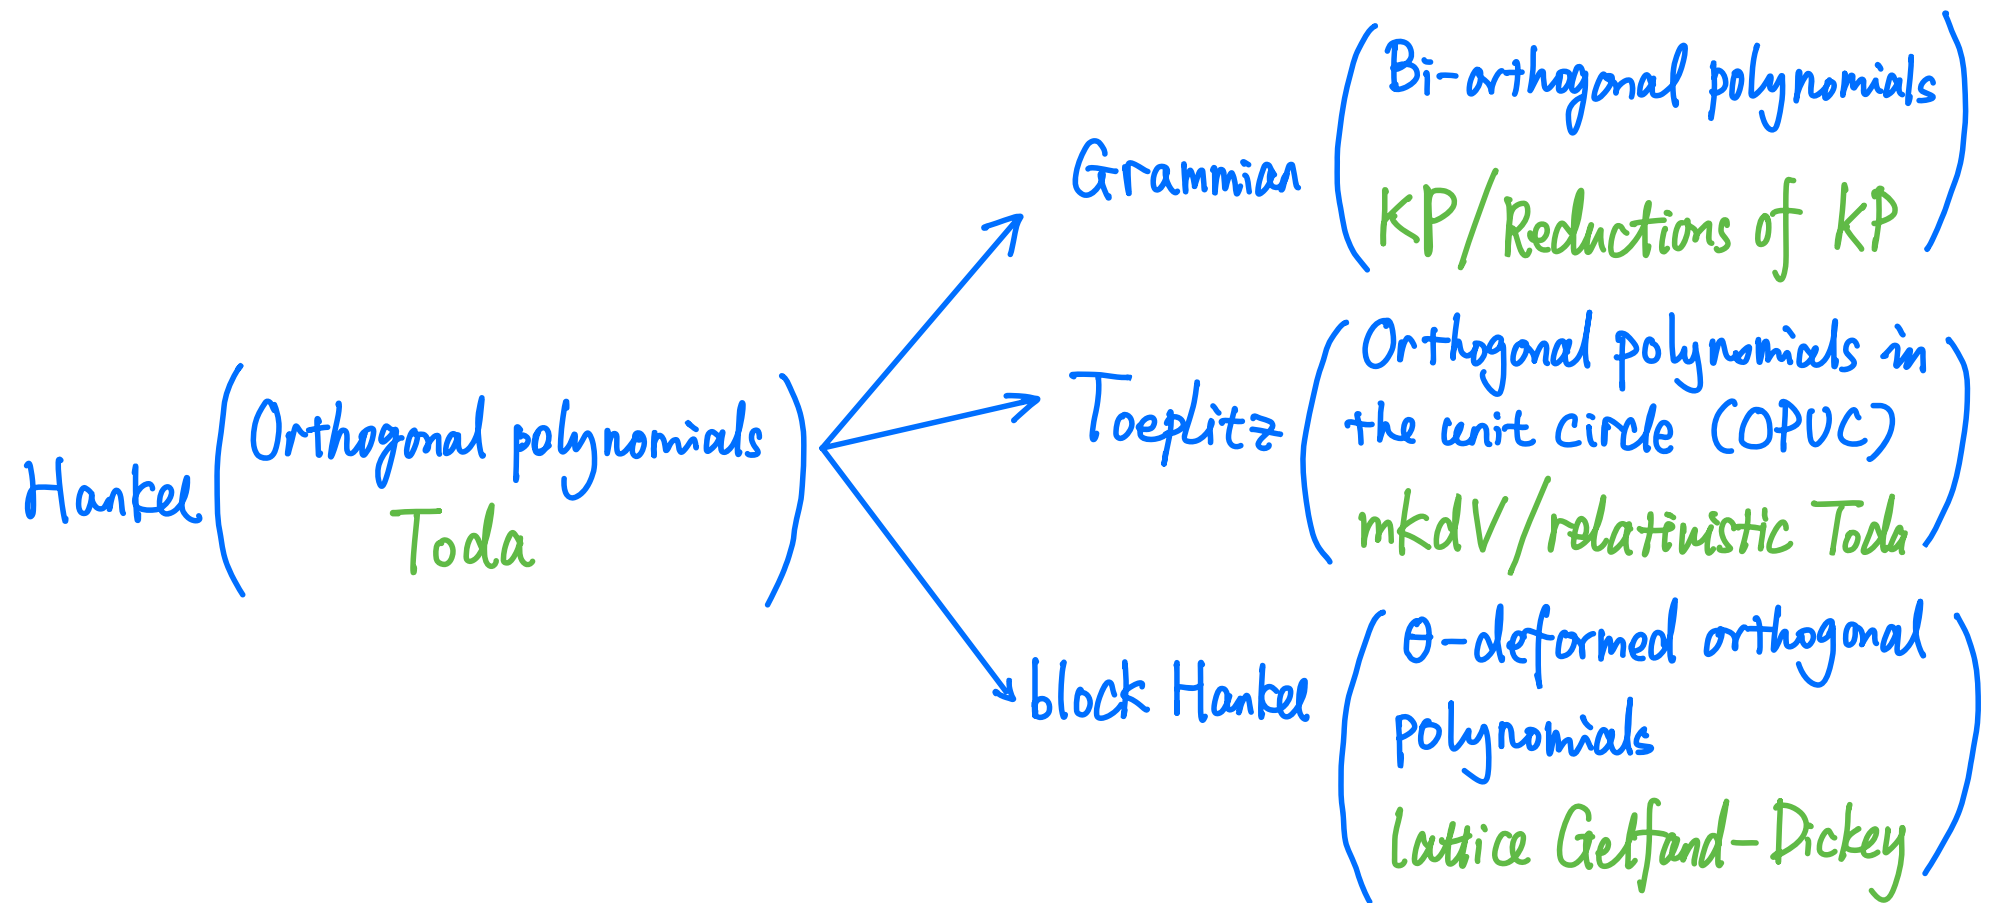 Hankel
Orthogonal polynomials
Toda
Grammian
Bi-orthogonal polynomials
KP/Reductions of KP
Toeplitz
Orthogonal polynomials in
the unit circle (OPUC)
mKdV/relativistic Toda
block Hankel
θ-deformed orthogonal
polynomials
lattice Gelfand-Dickey